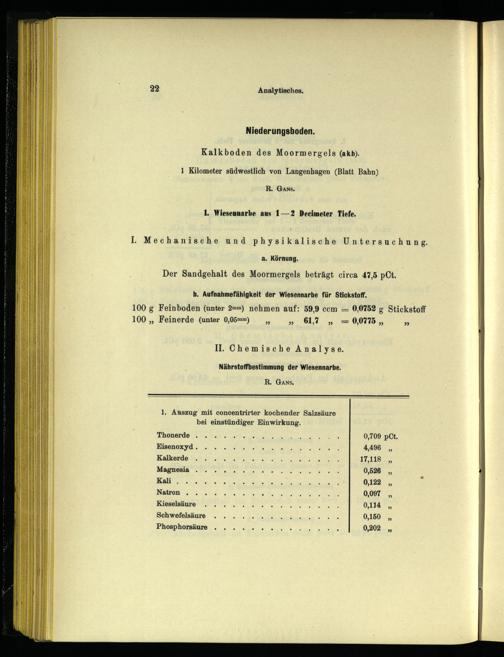 22 Analytisches.
Niederungsboden.
Kalkboden des Moormergels (akh).
1 Kilometer südwestlich von Langenhagen (Blatt Bahn)
R. GANS.
1. Wiesennarbe aus 1—2 Decimeter Tiefe.
I. Mechanische und physikalische Untersuchung.
a. Körnung.
Der Sandgehalt des Moormergels beträgt circa 47,5 pCt.
b. Aufnahmefähigkeit der Wiesennarbe für Stickstoff.
100 g Feinboden (unter 2mm) nehmen auf: 59,9 ccm = 0,0752 g Stickstoff
100 „ Feinerde (unter 0,05mm) „ „ 61,7 „ = 0,0775 „ „
II. Chemische Analyse.
Nährstoffbestimmung der Wiesennarbe.
R. GANS.
1. Auszug mit concentrirter kochender Salzsäure
bei einstündiger Einwirkung.
Thonerde . . . . . . . . . . . . . . . . 0,709 pCt.
Eisenoxyd . . . . . . . . . . . . . . . . 4,496 „
Kalkerde . . . . . . . . . . . . . . . . 17,118 „
Magnesia . . . . . . . . . . . . . . . . 0,526 „
Kali . . . . . . . . . . . . . . . . . . 0,122 „
Natron . . . . . . . . . . . . . . . . . 0,097 „
Kieselsäure . . . . . . . . . . . . . . . 0,114 „
Schwefelsäure . . . . . . . . . . . . . . 0,150 „
Phosphorsäure . . . . . . . . . . . . . . 0,202 „